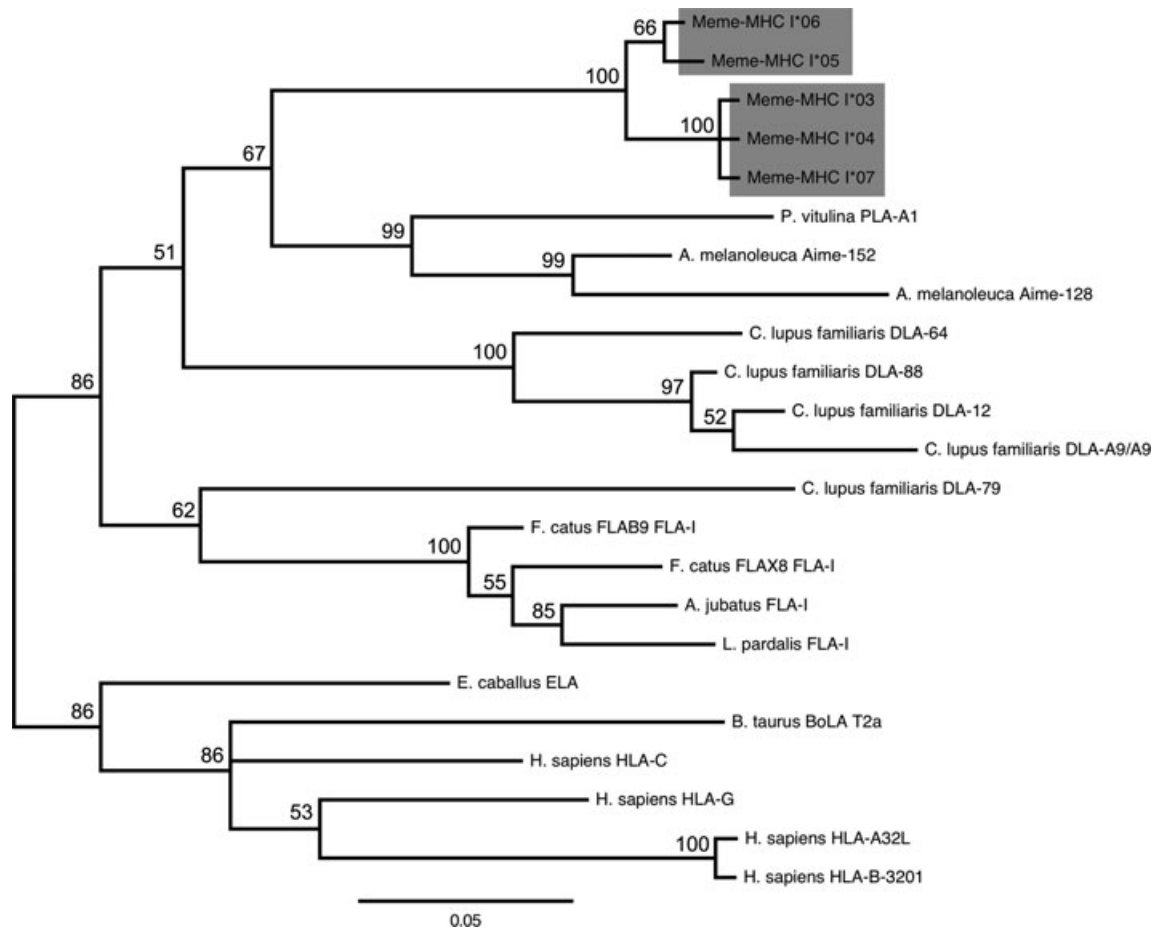 66
Meme-MHC I*06
Meme-MHC I*05
100
Meme-MHC I*03
100
Meme-MHC I*04
67
Meme-MHC I*07
P. vitulina PLA-A1
99
51
99
A. melanoleuca Aime-152
A. melanoleuca Aime-128
C. lupus familiaris DLA-64
100
86
97
C. lupus familiaris DLA-88
52
C. lupus familiaris DLA-12
C. lupus familiaris DLA-A9/A9
C. lupus familiaris DLA-79
62
F. catus FLAB9 FLA-I
100
F. catus FLAX8 FLA-I
55
85
A. jubatus FLA-I
L. pardalis FLA-I
E. caballus ELA
86
B. taurus BoLA T2a
86
H. sapiens HLA-C
H. sapiens HLA-G
53
H. sapiens HLA-A32L
100
H. sapiens HLA-B-3201
0.05